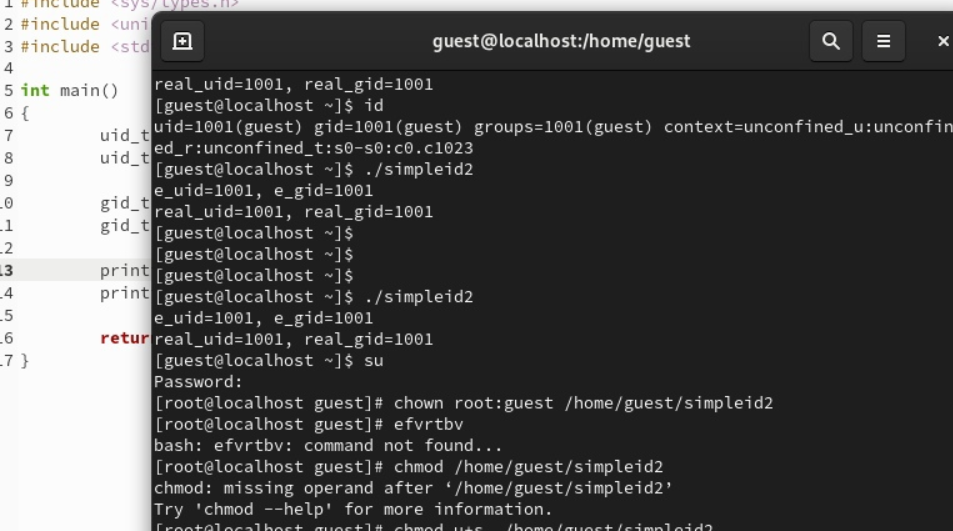 1 #include <sys/types.h>
2 #include <uni
3 #include <std
4
5 int main()
6 {
7 uid_t
8 uid_t
9
.0 gid_t
.1 gid_t
.2
.3 print
.4 print
.5
.6 retur
.7 }
guest@localhost:/home/guest
real_uid=1001, real_gid=1001
[guest@localhost ~]$ id
uid=1001(guest) gid=1001(guest) groups=1001(guest) context=unconfined_u:unconfin
ed_r:unconfined_t:s0-s0:c0.c1023
[guest@localhost ~]$ ./simpleid2
e_uid=1001, e_gid=1001
real_uid=1001, real_gid=1001
[guest@localhost ~]$
[guest@localhost ~]$
[guest@localhost ~]$
[guest@localhost ~]$ ./simpleid2
e_uid=1001, e_gid=1001
real_uid=1001, real_gid=1001
[guest@localhost ~]$ su
Password:
[root@localhost guest]# chown root:guest /home/guest/simpleid2
[root@localhost guest]# efvrtbv
bash: efvrtbv: command not found...
[root@localhost guest]# chmod /home/guest/simpleid2
chmod: missing operand after ‘/home/guest/simpleid2’
Try 'chmod --help' for more information.
[root@localhost guest]# chmod u+s /home/guest/simpleid2